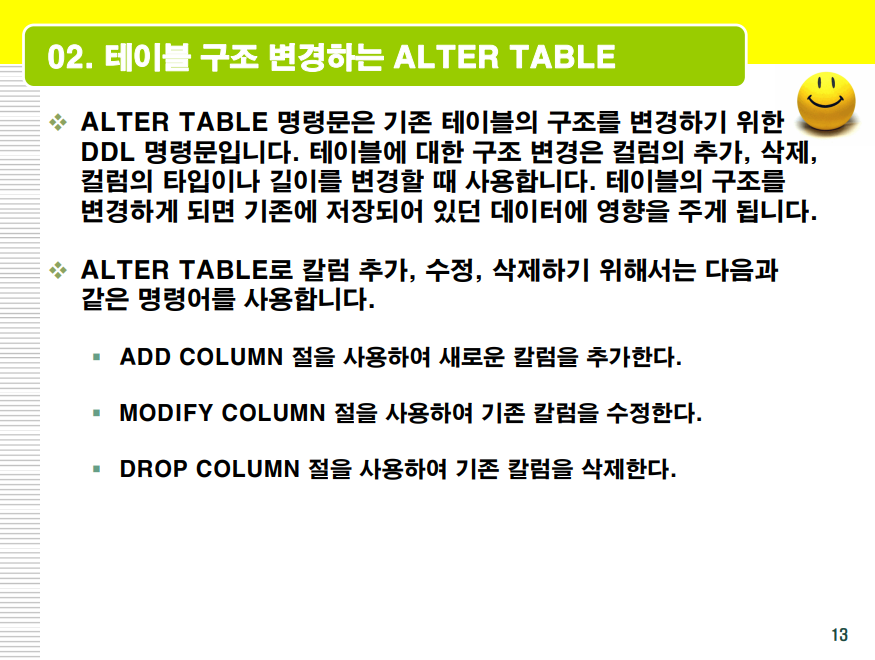 02. 테이블 구조 변경하는 ALTER TABLE
ALTER TABLE 명령문은 기존 테이블의 구조를 변경하기 위한
DDL 명령문입니다. 테이블에 대한 구조 변경은 컬럼의 추가, 삭제,
컬럼의 타입이나 길이를 변경할 때 사용합니다. 테이블의 구조를
변경하게 되면 기존에 저장되어 있던 데이터에 영향을 주게 됩니다.
ALTER TABLE로 칼럼 추가, 수정, 삭제하기 위해서는 다음과
같은 명령어를 사용합니다.
ADD COLUMN 절을 사용하여 새로운 칼럼을 추가한다.
MODIFY COLUMN 절을 사용하여 기존 칼럼을 수정한다.
DROP COLUMN 절을 사용하여 기존 칼럼을 삭제한다.
13